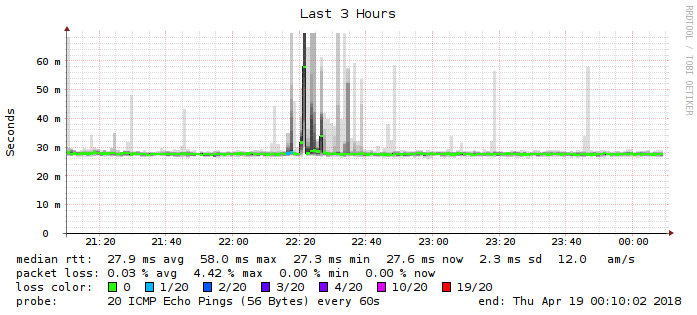 Last 3 Hours
RRDTOOL / TOBI OETIKER
Seconds
60 m
50 m
40 m
30 m
20 m
10 m
0
21:20 21:40 22:00 22:20 22:40 23:00 23:20 23:40 00:00
median rtt: 27.9 ms avg 58.0 ms max 27.3 ms min 27.6 ms now 2.3 ms sd 12.0 am/s
packet loss: 0.03 % avg 4.42 % max 0.00 % min 0.00 % now
loss color: 0 1/20 2/20 3/20 4/20 10/20 19/20
probe: 20 ICMP Echo Pings (56 Bytes) every 60s end: Thu Apr 19 00:10:02 2018